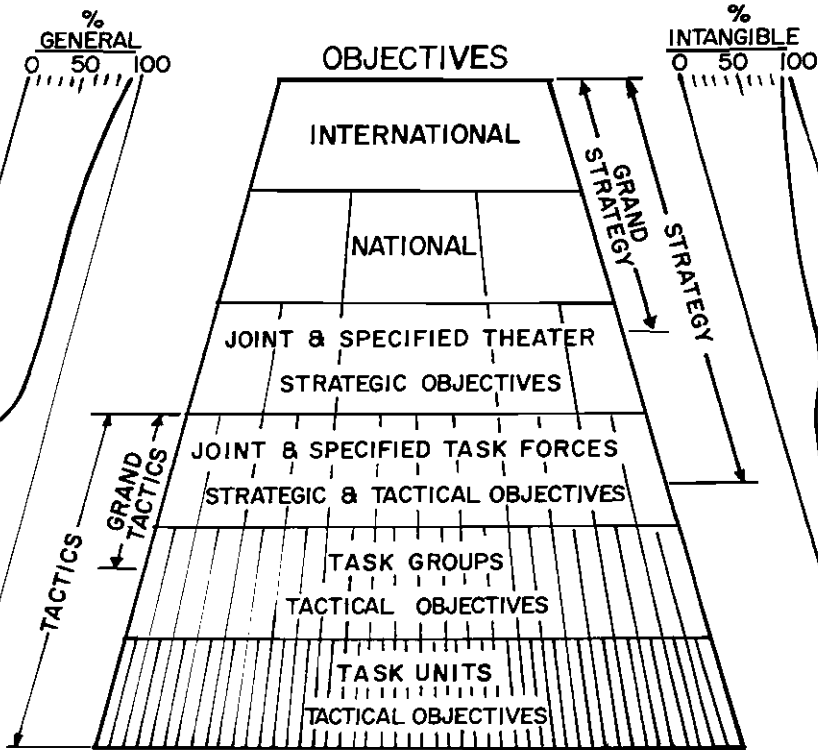 %
GENERAL
0 50 100
OBJECTIVES
%
INTANGIBLE
0 50 100
INTERNATIONAL
NATIONAL
JOINT & SPECIFIED THEATER
STRATEGIC OBJECTIVES
JOINT & SPECIFIED TASK FORCES
STRATEGIC & TACTICAL OBJECTIVES
TASK GROUPS
TACTICAL OBJECTIVES
TASK UNITS
TACTICAL OBJECTIVES
GRAND
STRATEGY
STRATEGY
GRAND
TACTICS
TACTICS